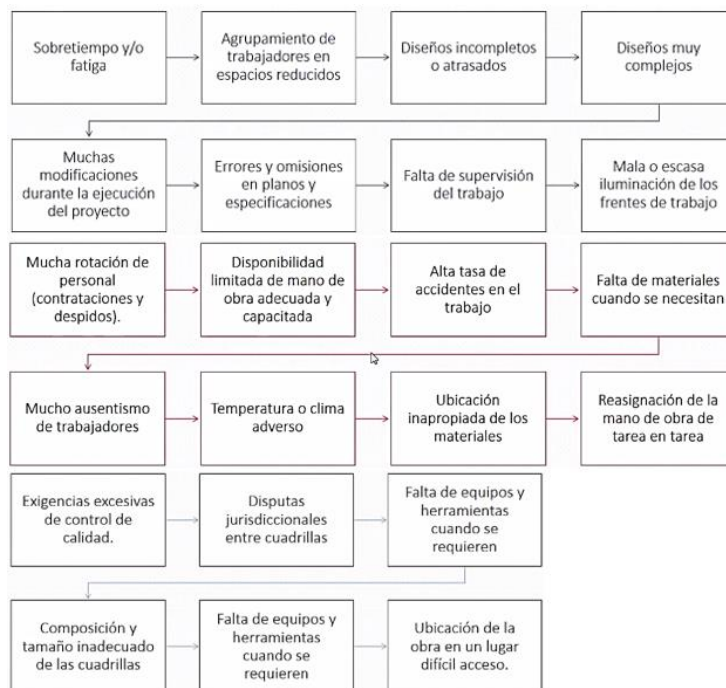 Sobretiempo y/o
fatiga
Agrupamiento de
trabajadores en
espacios reducidos
Diseños incompletos
o atrasados
Diseños muy
complejos
Muchas
modificaciones
durante la ejecución
del proyecto
Errores y omisiones
en planos y
especificaciones
Falta de supervisión
del trabajo
Mala o escasa
iluminación de los
frentes de trabajo
Mucha rotación de
personal
(contrataciones y
despidos).
Disponibilidad
limitada de mano de
obra adecuada y
capacitada
Alta tasa de
accidentes en el
trabajo
Falta de materiales
cuando se necesitan
Mucho ausentismo
de trabajadores
Temperatura o clima
adverso
Ubicación
inapropiada de los
materiales
Reasignación de la
mano de obra de
tarea en tarea
Exigencias excesivas
de control de
calidad.
Disputas
jurisdiccionales
entre cuadrillas
Falta de equipos y
herramientas
cuando se
requieren
Composición y
tamaño inadecuado
de las cuadrillas
Falta de equipos y
herramientas
cuando se
requieren
Ubicación de la
obra en un lugar
difícil acceso.